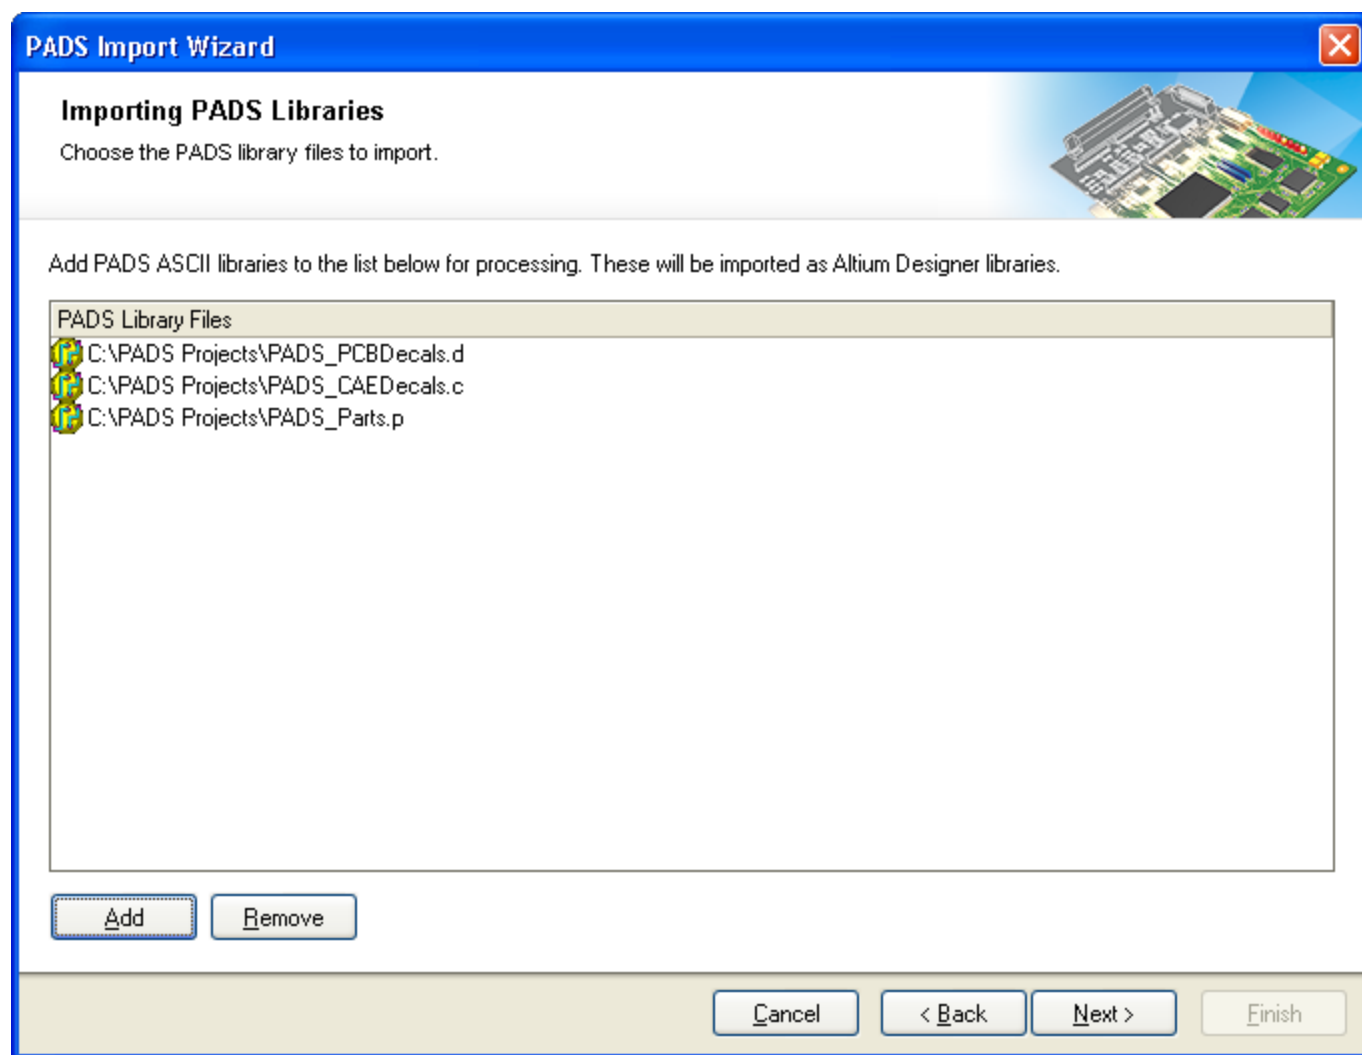 PADS Import Wizard
Importing PADS Libraries
Choose the PADS library files to import.
Add PADS ASCII libraries to the list below for processing. These will be imported as Altium Designer libraries.
PADS Library Files
C:\PADS Projects\PADS_PCBDecals.d
C:\PADS Projects\PADS_CAEDecals.c
C:\PADS Projects\PADS_Parts.p
Add Remove
Cancel < Back Next > Finish